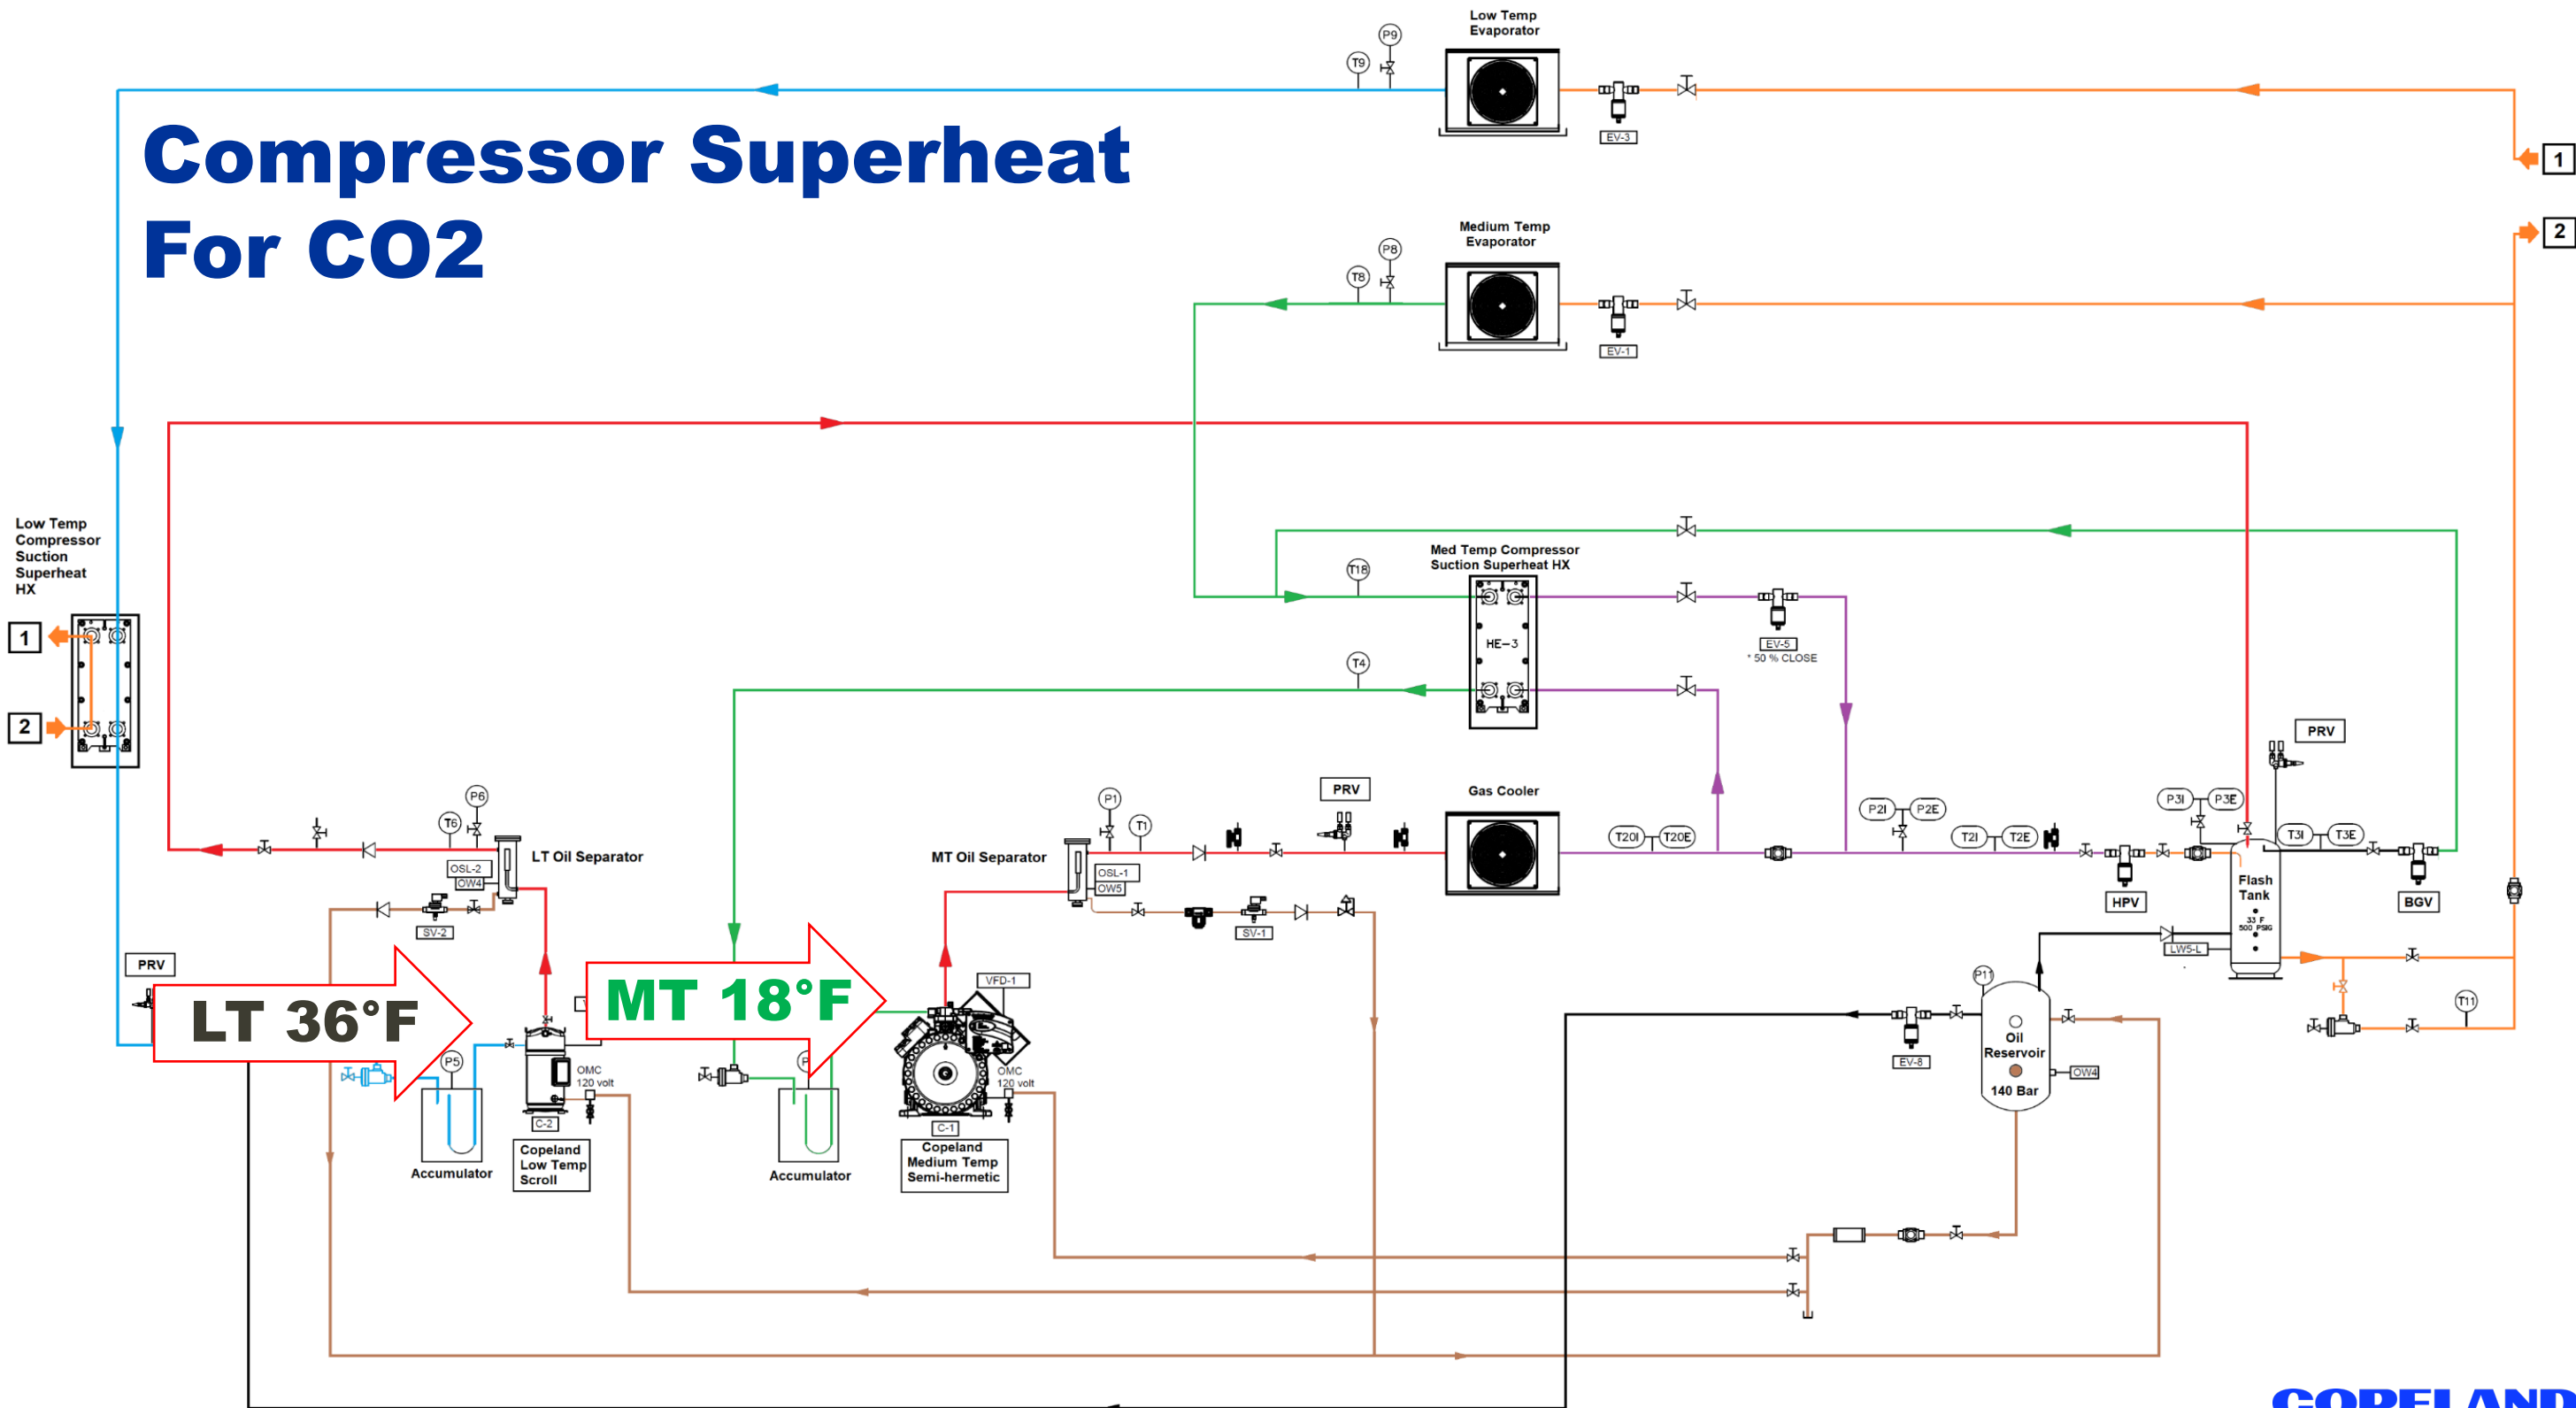 Low Temp
Evaporator
P9
T9
EV-3
1
Compressor Superheat
For CO2
2
Medium Temp
Evaporator
P8
T8
EV-1
Low Temp
Compressor
Suction
Superheat
HX
1
2
Med Temp Compressor
Suction Superheat HX
T18
HE-3
EV-5
* 50 % CLOSE
T4
PRV
P6
T6
LT Oil Separator
OSL-2
OW4
SV-2
P1
T1
MT Oil Separator
OSL-1
OW5
SV-1
PRV
Gas Cooler
T20I
T20E
P2I
P2E
T2I
T2E
P3I
P3E
T3I
T3E
HPV
BGV
Flash
Tank
33 F
500 PSIG
LW5-L
PRV
LT 36°F
MT 18°F
VFD-1
P5
OMC
120 volt
C-2
Copeland
Low Temp
Scroll
Accumulator
P
OMC
120 volt
C-1
Copeland
Medium Temp
Semi-hermetic
Accumulator
P11
EV-8
Oil
Reservoir
140 Bar
OW4
T11
COPELAND